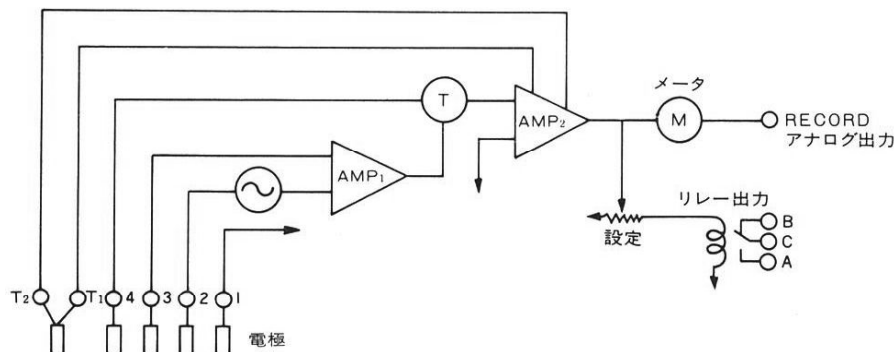 メータ
T
AMP₂
M
RECORD
アナログ出力
AMP₁
リレー出力
B
設定
C
A
T₂
T₁
4
3
2
1
電極